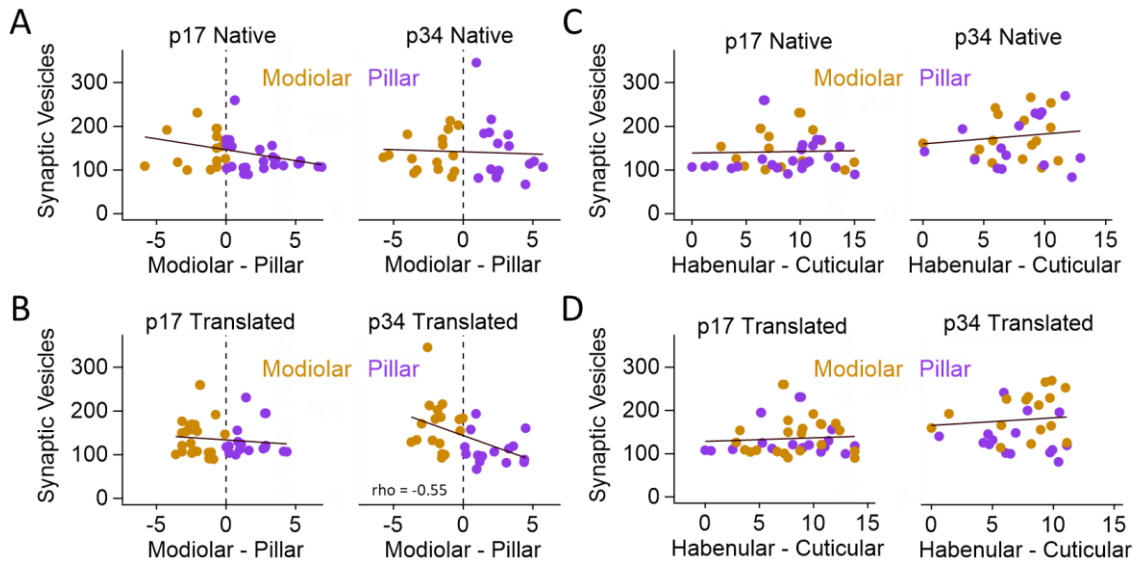 A
p17 Native
p34 Native
Modiolar Pillar
Synaptic Vesicles
300
200
100
0
-5 0 5
-5 0 5
Modiolar - Pillar
Modiolar - Pillar
B
p17 Translated
p34 Translated
Modiolar Pillar
Synaptic Vesicles
300
200
100
0
rho = -0.55
-5 0 5
-5 0 5
Modiolar - Pillar
Modiolar - Pillar
C
p17 Native
p34 Native
Modiolar Pillar
Synaptic Vesicles
300
200
100
0
0 5 10 15
0 5 10 15
Habenular - Cuticular
Habenular - Cuticular
D
p17 Translated
p34 Translated
Modiolar Pillar
Synaptic Vesicles
300
200
100
0
0 5 10 15
0 5 10 15
Habenular - Cuticular
Habenular - Cuticular